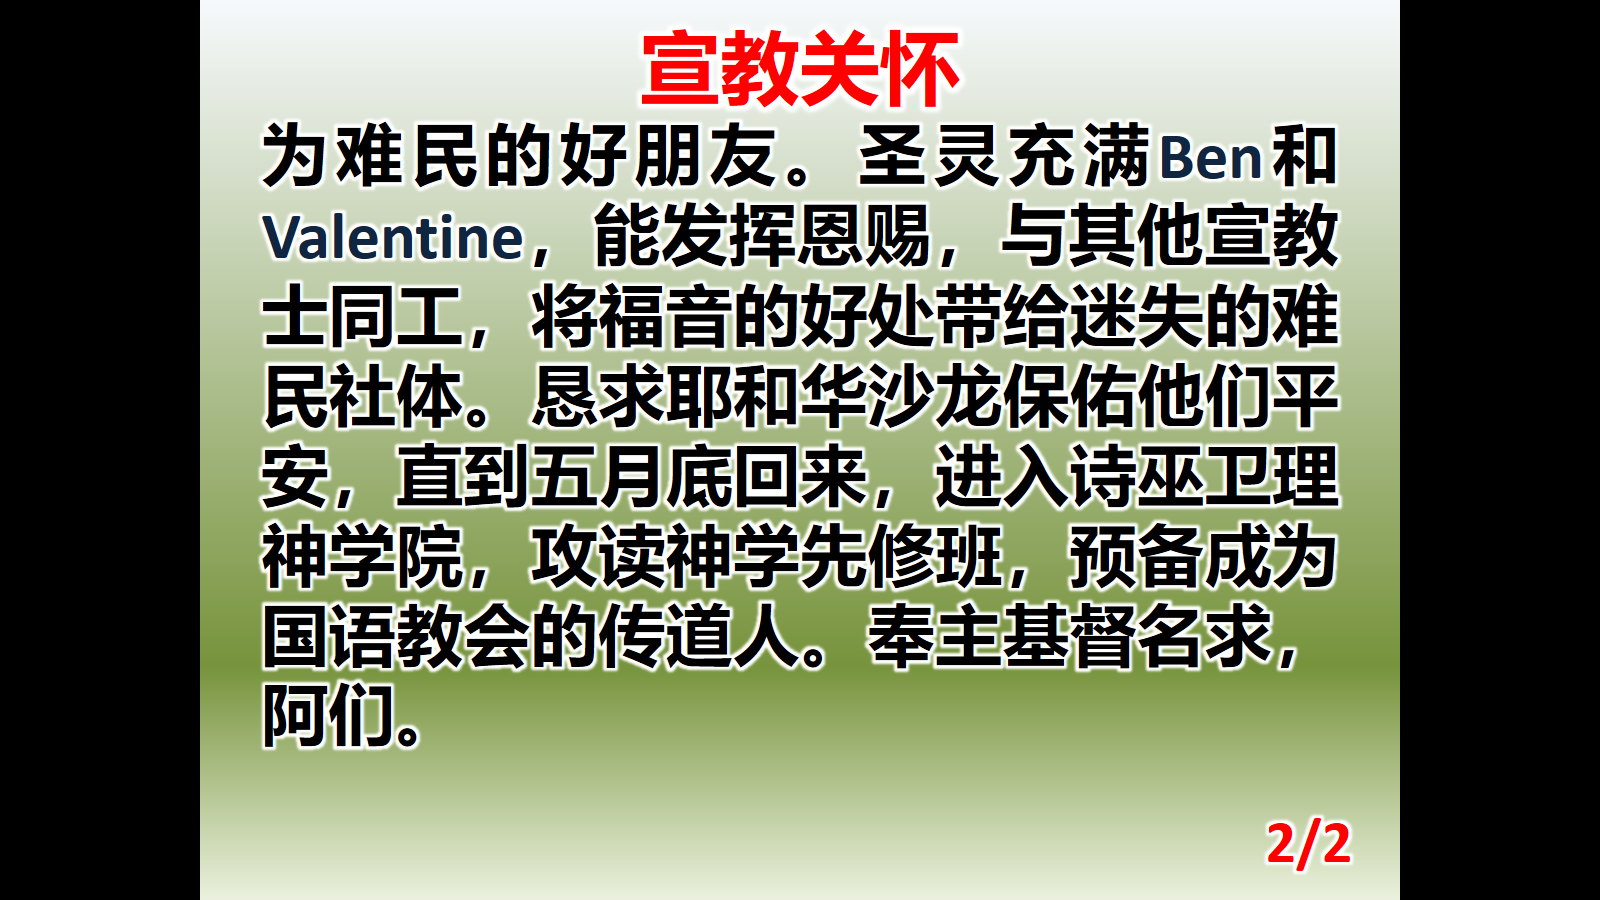 宣教关怀
为难民的好朋友。圣灵充满Ben和
Valentine，能发挥恩赐，与其他宣教
士同工，将福音的好处带给迷失的难
民社体。恳求耶和华沙龙保佑他们平
安，直到五月底回来，进入诗巫卫理
神学院，攻读神学先修班，预备成为
国语教会的传道人。奉主基督名求，
阿们。
2/2